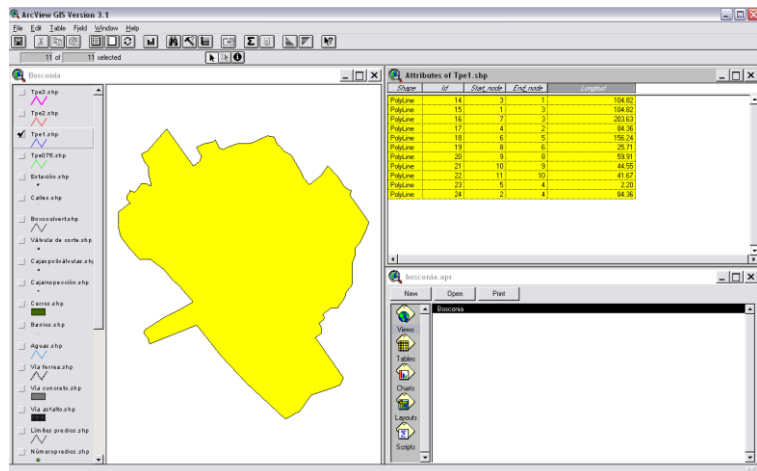 ArcView GIS Version 3.1
File Edit Table Field Window Help
11 of 11 selected
Bosconia
Tpe3.shp
Tpe2.shp
Tpe1.shp
Tpe075.shp
Estación.shp
Calles.shp
Boxcoulvert.shp
Válvula de corte.shp
Cajaspoliválvulas.shp
Cajainspección.shp
Cerros.shp
Barrios.shp
Aguas.shp
Vía ferrea.shp
Vía concreto.shp
Vía asfalto.shp
Límites predios.shp
Númeropredios.shp
Attributes of Tpe1.shp
Shape Id Start_node End_node Longitud
PolyLine 14 3 1 104.82
PolyLine 15 1 3 104.82
PolyLine 16 7 3 203.63
PolyLine 17 4 2 84.36
PolyLine 18 6 5 156.24
PolyLine 19 8 6 25.71
PolyLine 20 9 8 59.91
PolyLine 21 10 9 44.55
PolyLine 22 11 10 41.67
PolyLine 23 5 4 2.20
PolyLine 24 2 4 84.36
bosconia.apr
New Open Print
Bosconia
Views
Tables
Charts
Layouts
Scripts